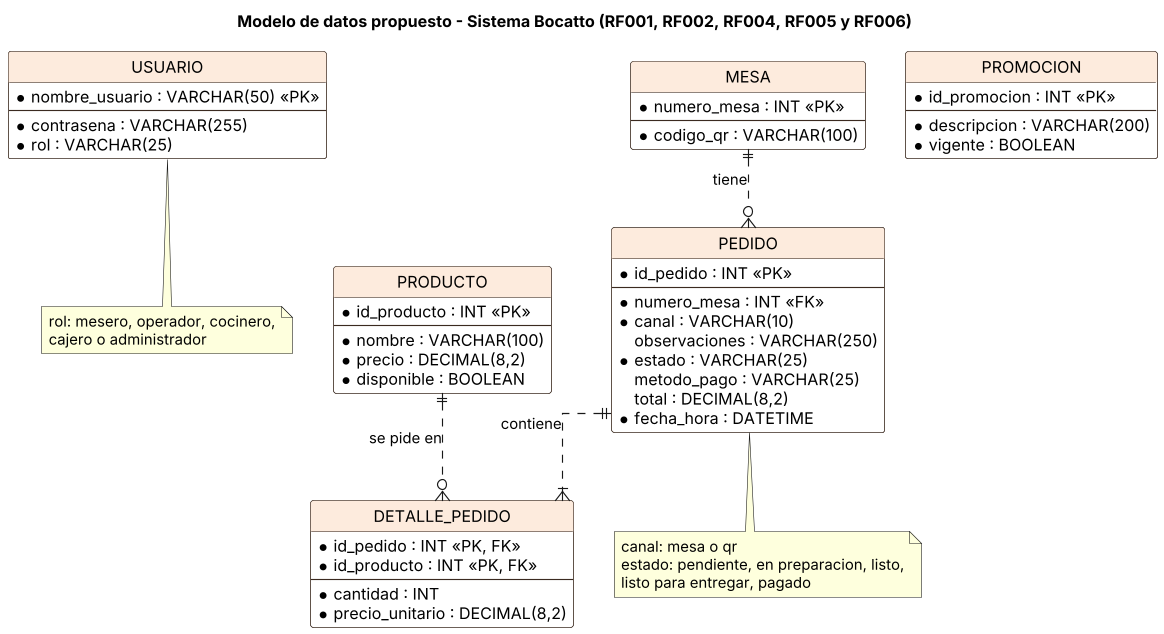 Modelo de datos propuesto - Sistema Bocatto (RF001, RF002, RF004, RF005 y RF006)
USUARIO
nombre_usuario : VARCHAR(50) «PK»
contrasena : VARCHAR(255)
rol : VARCHAR(25)
MESA
numero_mesa : INT «PK»
codigo_qr : VARCHAR(100)
PROMOCION
id_promocion : INT «PK»
descripcion : VARCHAR(200)
vigente : BOOLEAN
tiene
PEDIDO
id_pedido : INT «PK»
numero_mesa : INT «FK»
canal : VARCHAR(10)
observaciones : VARCHAR(250)
estado : VARCHAR(25)
metodo_pago : VARCHAR(25)
total : DECIMAL(8,2)
fecha_hora : DATETIME
PRODUCTO
id_producto : INT «PK»
nombre : VARCHAR(100)
precio : DECIMAL(8,2)
disponible : BOOLEAN
rol: mesero, operador, cocinero,
cajero o administrador
se pide en
contiene
DETALLE_PEDIDO
id_pedido : INT «PK, FK»
id_producto : INT «PK, FK»
cantidad : INT
precio_unitario : DECIMAL(8,2)
canal: mesa o qr
estado: pendiente, en preparacion, listo,
listo para entregar, pagado